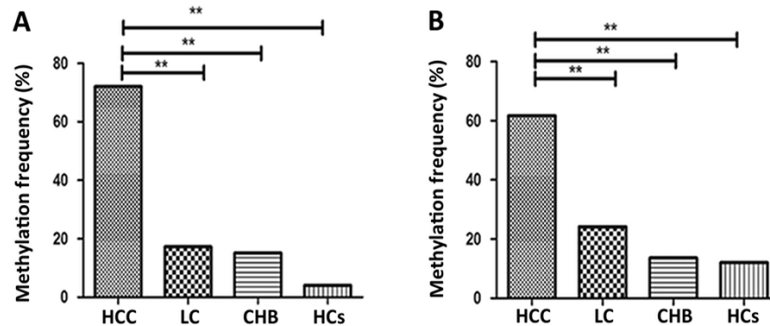 A
**
**
**
Methylation frequency (%)
80
60
40
20
0
HCC LC CHB HCs
B
**
**
**
Methylation frequency (%)
80
60
40
20
0
HCC LC CHB HCs